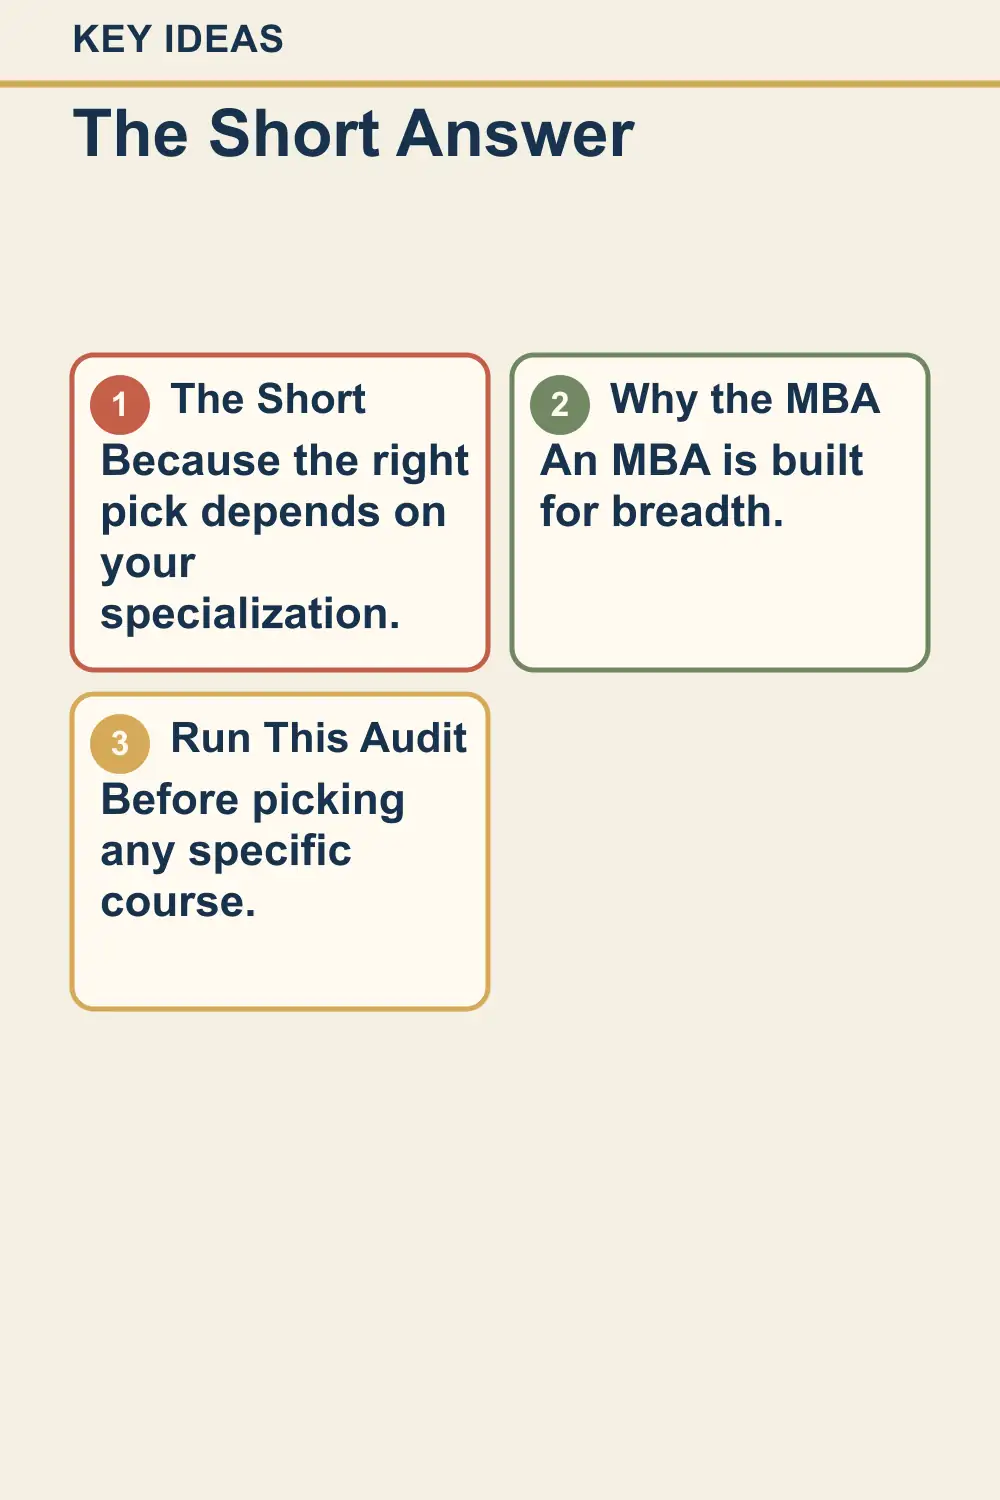 KEY IDEAS
The Short Answer
1 The Short
Because the right
pick depends on
your
specialization.
2 Why the MBA
An MBA is built
for breadth.
3 Run This Audit
Before picking
any specific
course.